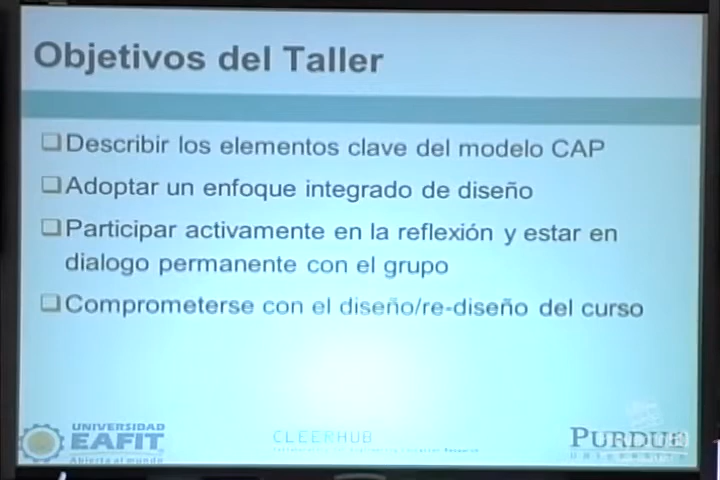 Objetivos del Taller
Describir los elementos clave del modelo CAP
Adoptar un enfoque integrado de diseño
Participar activamente en la reflexión y estar en
dialogo permanente con el grupo
Comprometerse con el diseño/re-diseño del curso
UNIVERSIDAD
EAFIT
Abierta al mundo
CLEERHUB
PURDUE
UNIVERSITY